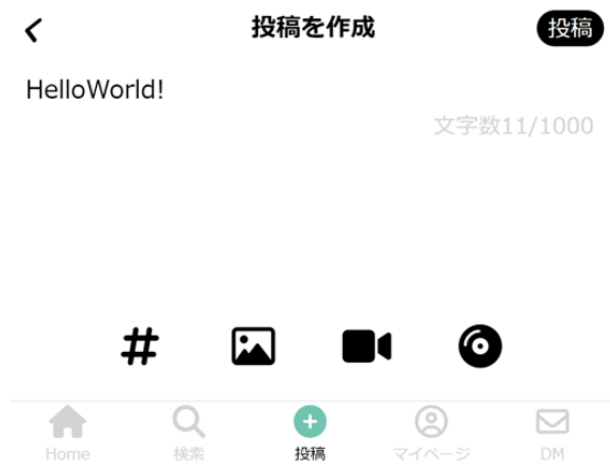 投稿を作成
投稿
HelloWorld!
文字数11/1000
Home
検索
投稿
マイページ
DM